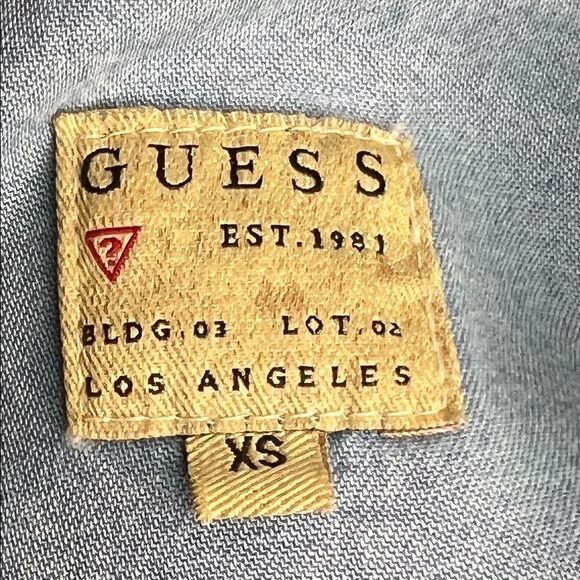 GUESS
? EST.1981
BLDG.03 LOT.02
LOS ANGELES
XS